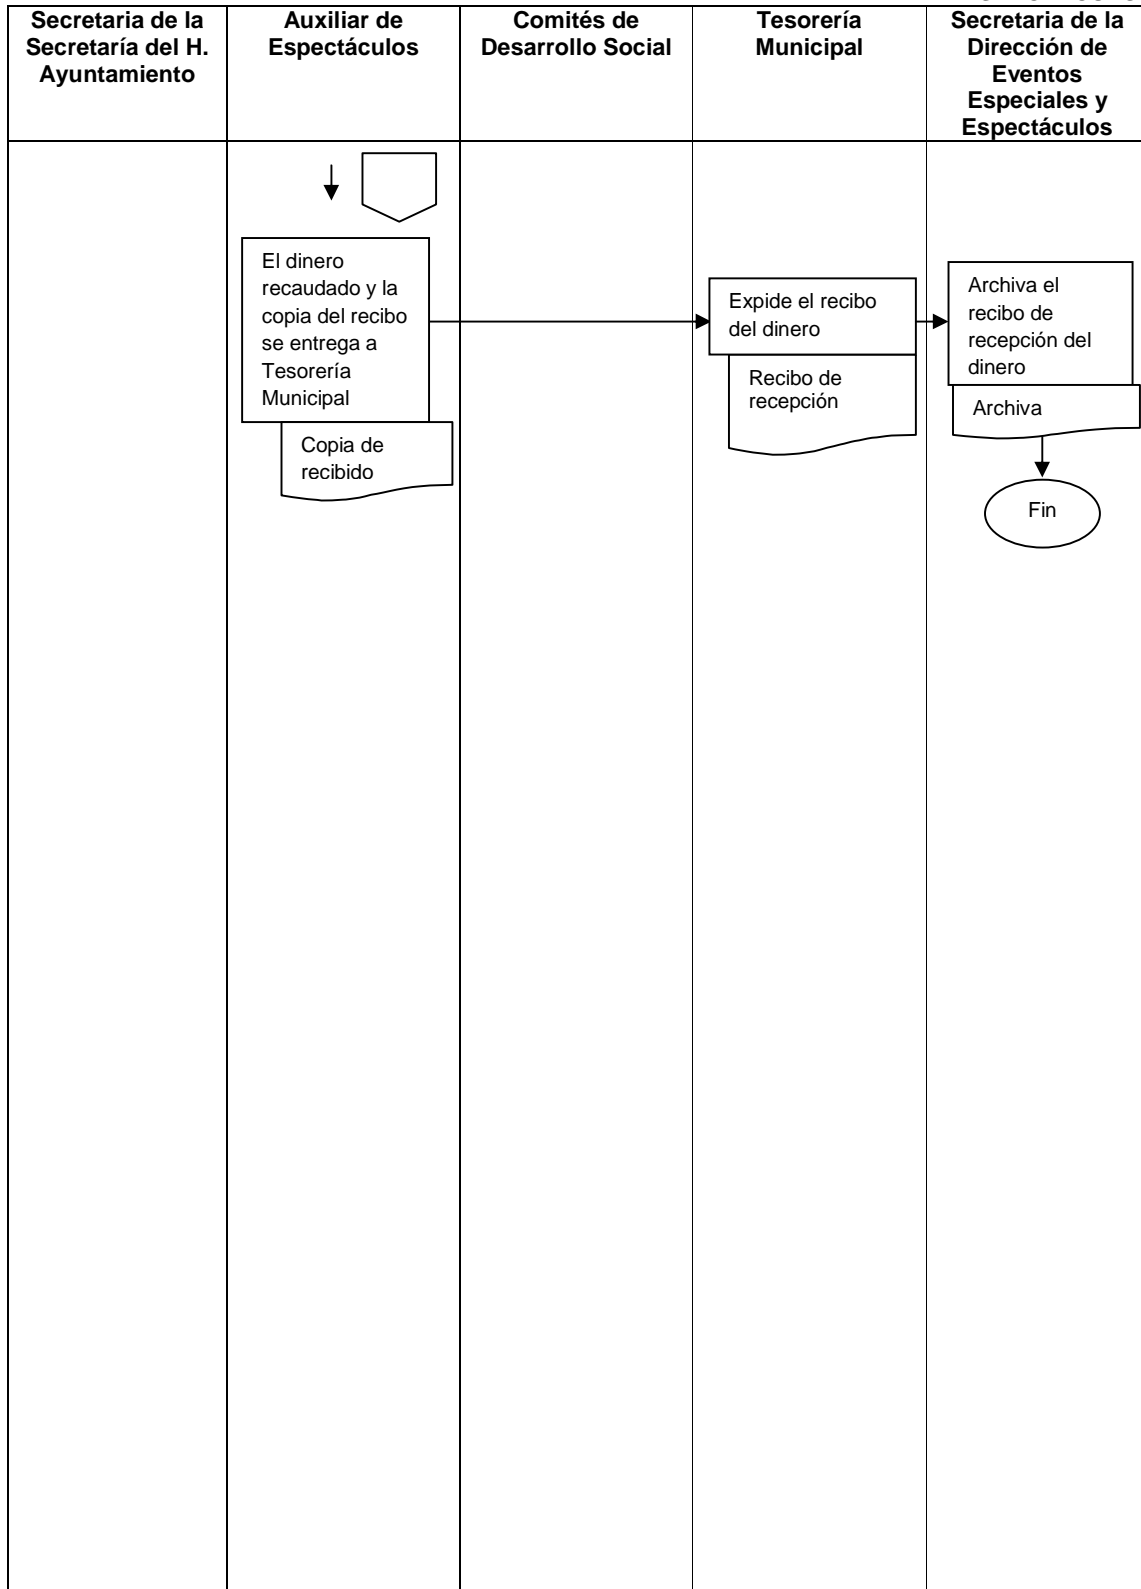 Secretaria de la
Secretaría del H.
Ayuntamiento
Auxiliar de
Espectáculos
Comités de
Desarrollo Social
Tesorería
Municipal
Secretaria de la
Dirección de
Eventos
Especiales y
Espectáculos
El dinero
recaudado y la
copia del recibo
se entrega a
Tesorería
Municipal
Copia de
recibido
Expide el recibo
del dinero
Recibo de
recepción
Archiva el
recibo de
recepción del
dinero
Archiva
Fin